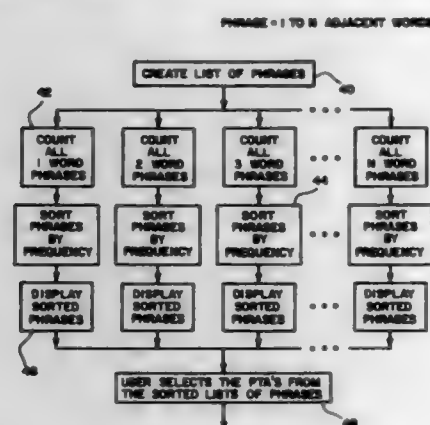 PHRASE = 1 TO N ADJACENT WORDS
CREATE LIST OF PHRASES
COUNT ALL 1 WORD PHRASES
COUNT ALL 2 WORD PHRASES
COUNT ALL 3 WORD PHRASES
COUNT ALL N WORD PHRASES
SORT PHRASES BY FREQUENCY
SORT PHRASES BY FREQUENCY
44
SORT PHRASES BY FREQUENCY
SORT PHRASES BY FREQUENCY
DISPLAY SORTED PHRASES
DISPLAY SORTED PHRASES
DISPLAY SORTED PHRASES
DISPLAY SORTED PHRASES
USER SELECTS THE PTA'S FROM
THE SORTED LISTS OF PHRASES